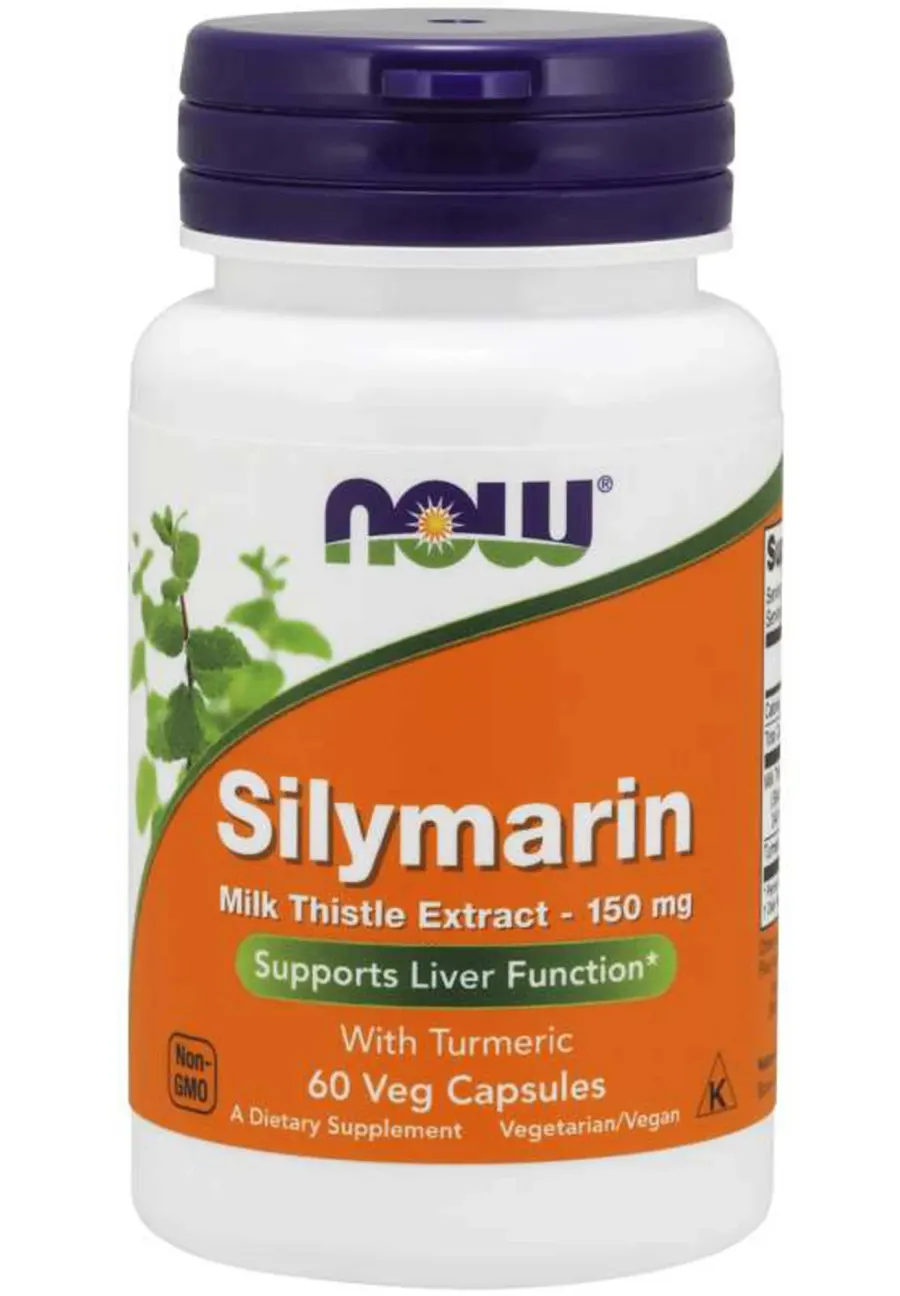 NOW®
Silymarin
Milk Thistle Extract - 150 mg
Supports Liver Function*
With Turmeric
60 Veg Capsules
Non-
GMO
A Dietary Supplement Vegetarian/Vegan
K